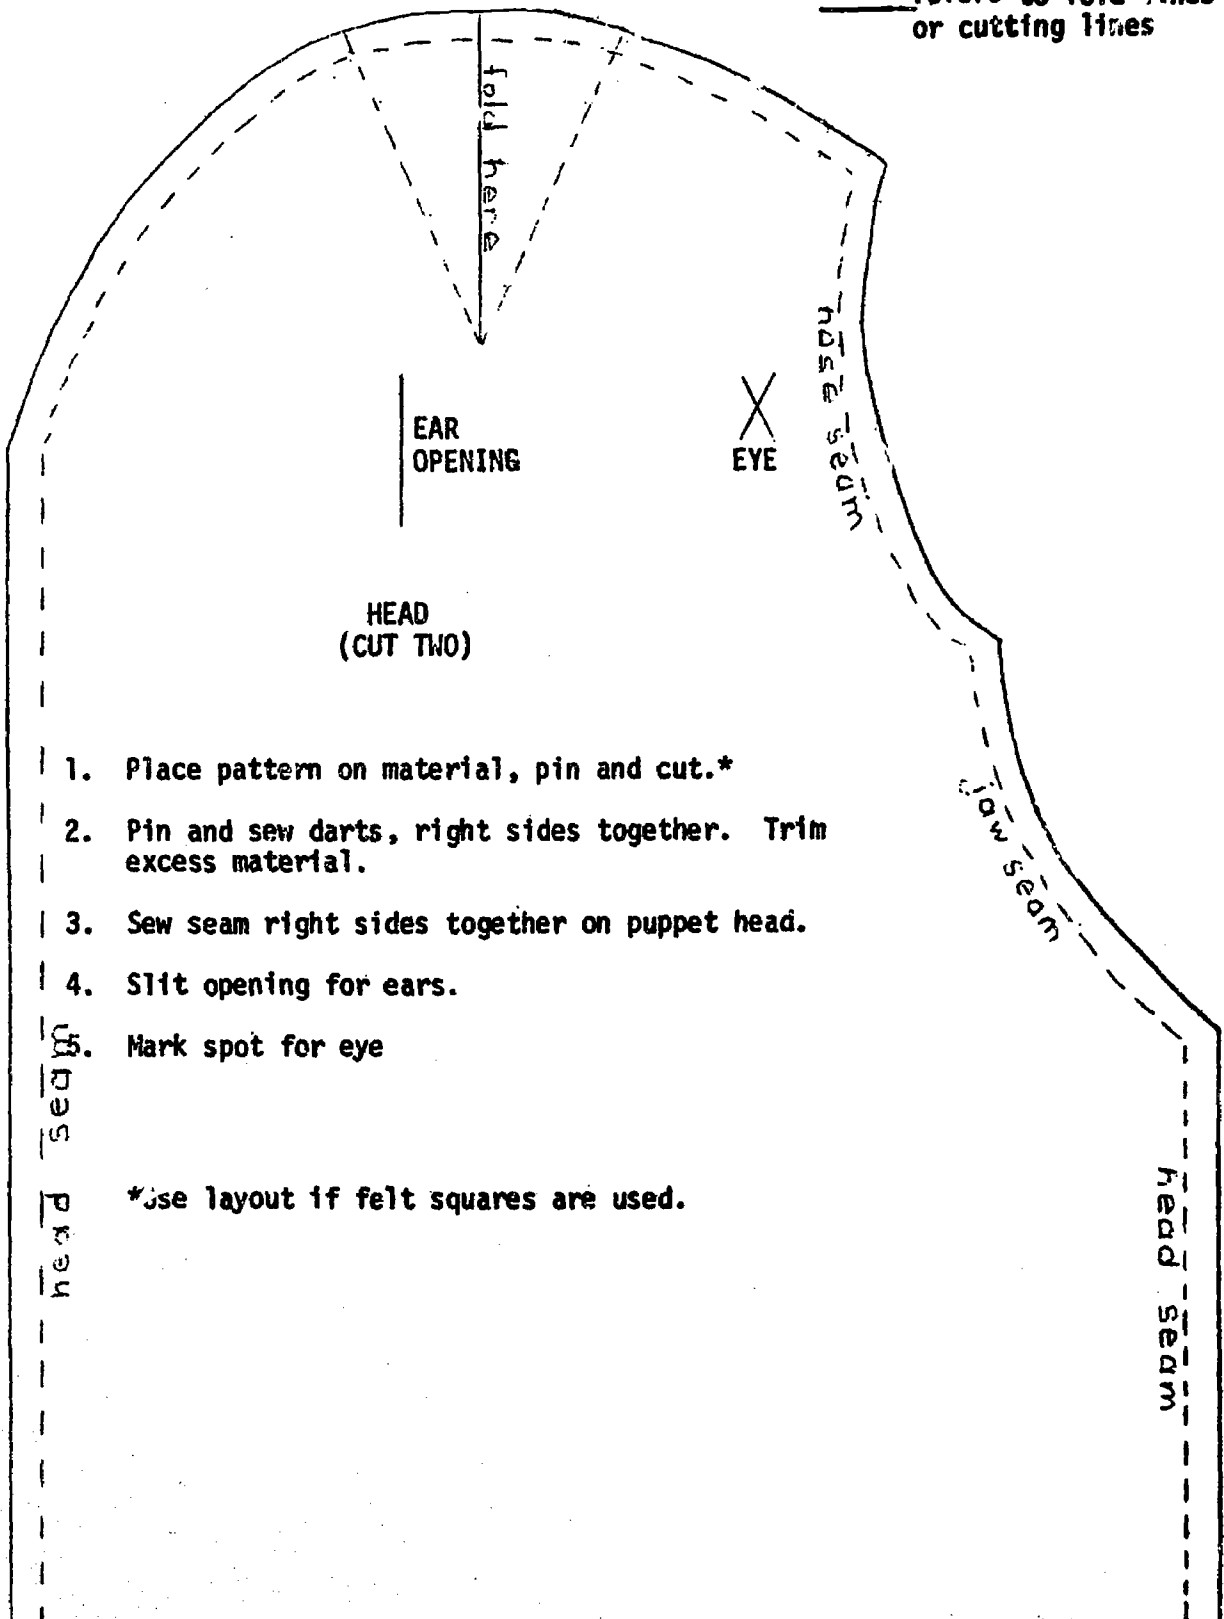 or cutting lines
fold here
nose seam
EAR
OPENING
EYE
HEAD
(CUT TWO)
1. Place pattern on material, pin and cut.*
2. Pin and sew darts, right sides together. Trim
excess material.
jaw seam
3. Sew seam right sides together on puppet head.
4. Slit opening for ears.
5. Mark spot for eye
head seam
*Use layout if felt squares are used.
head seam